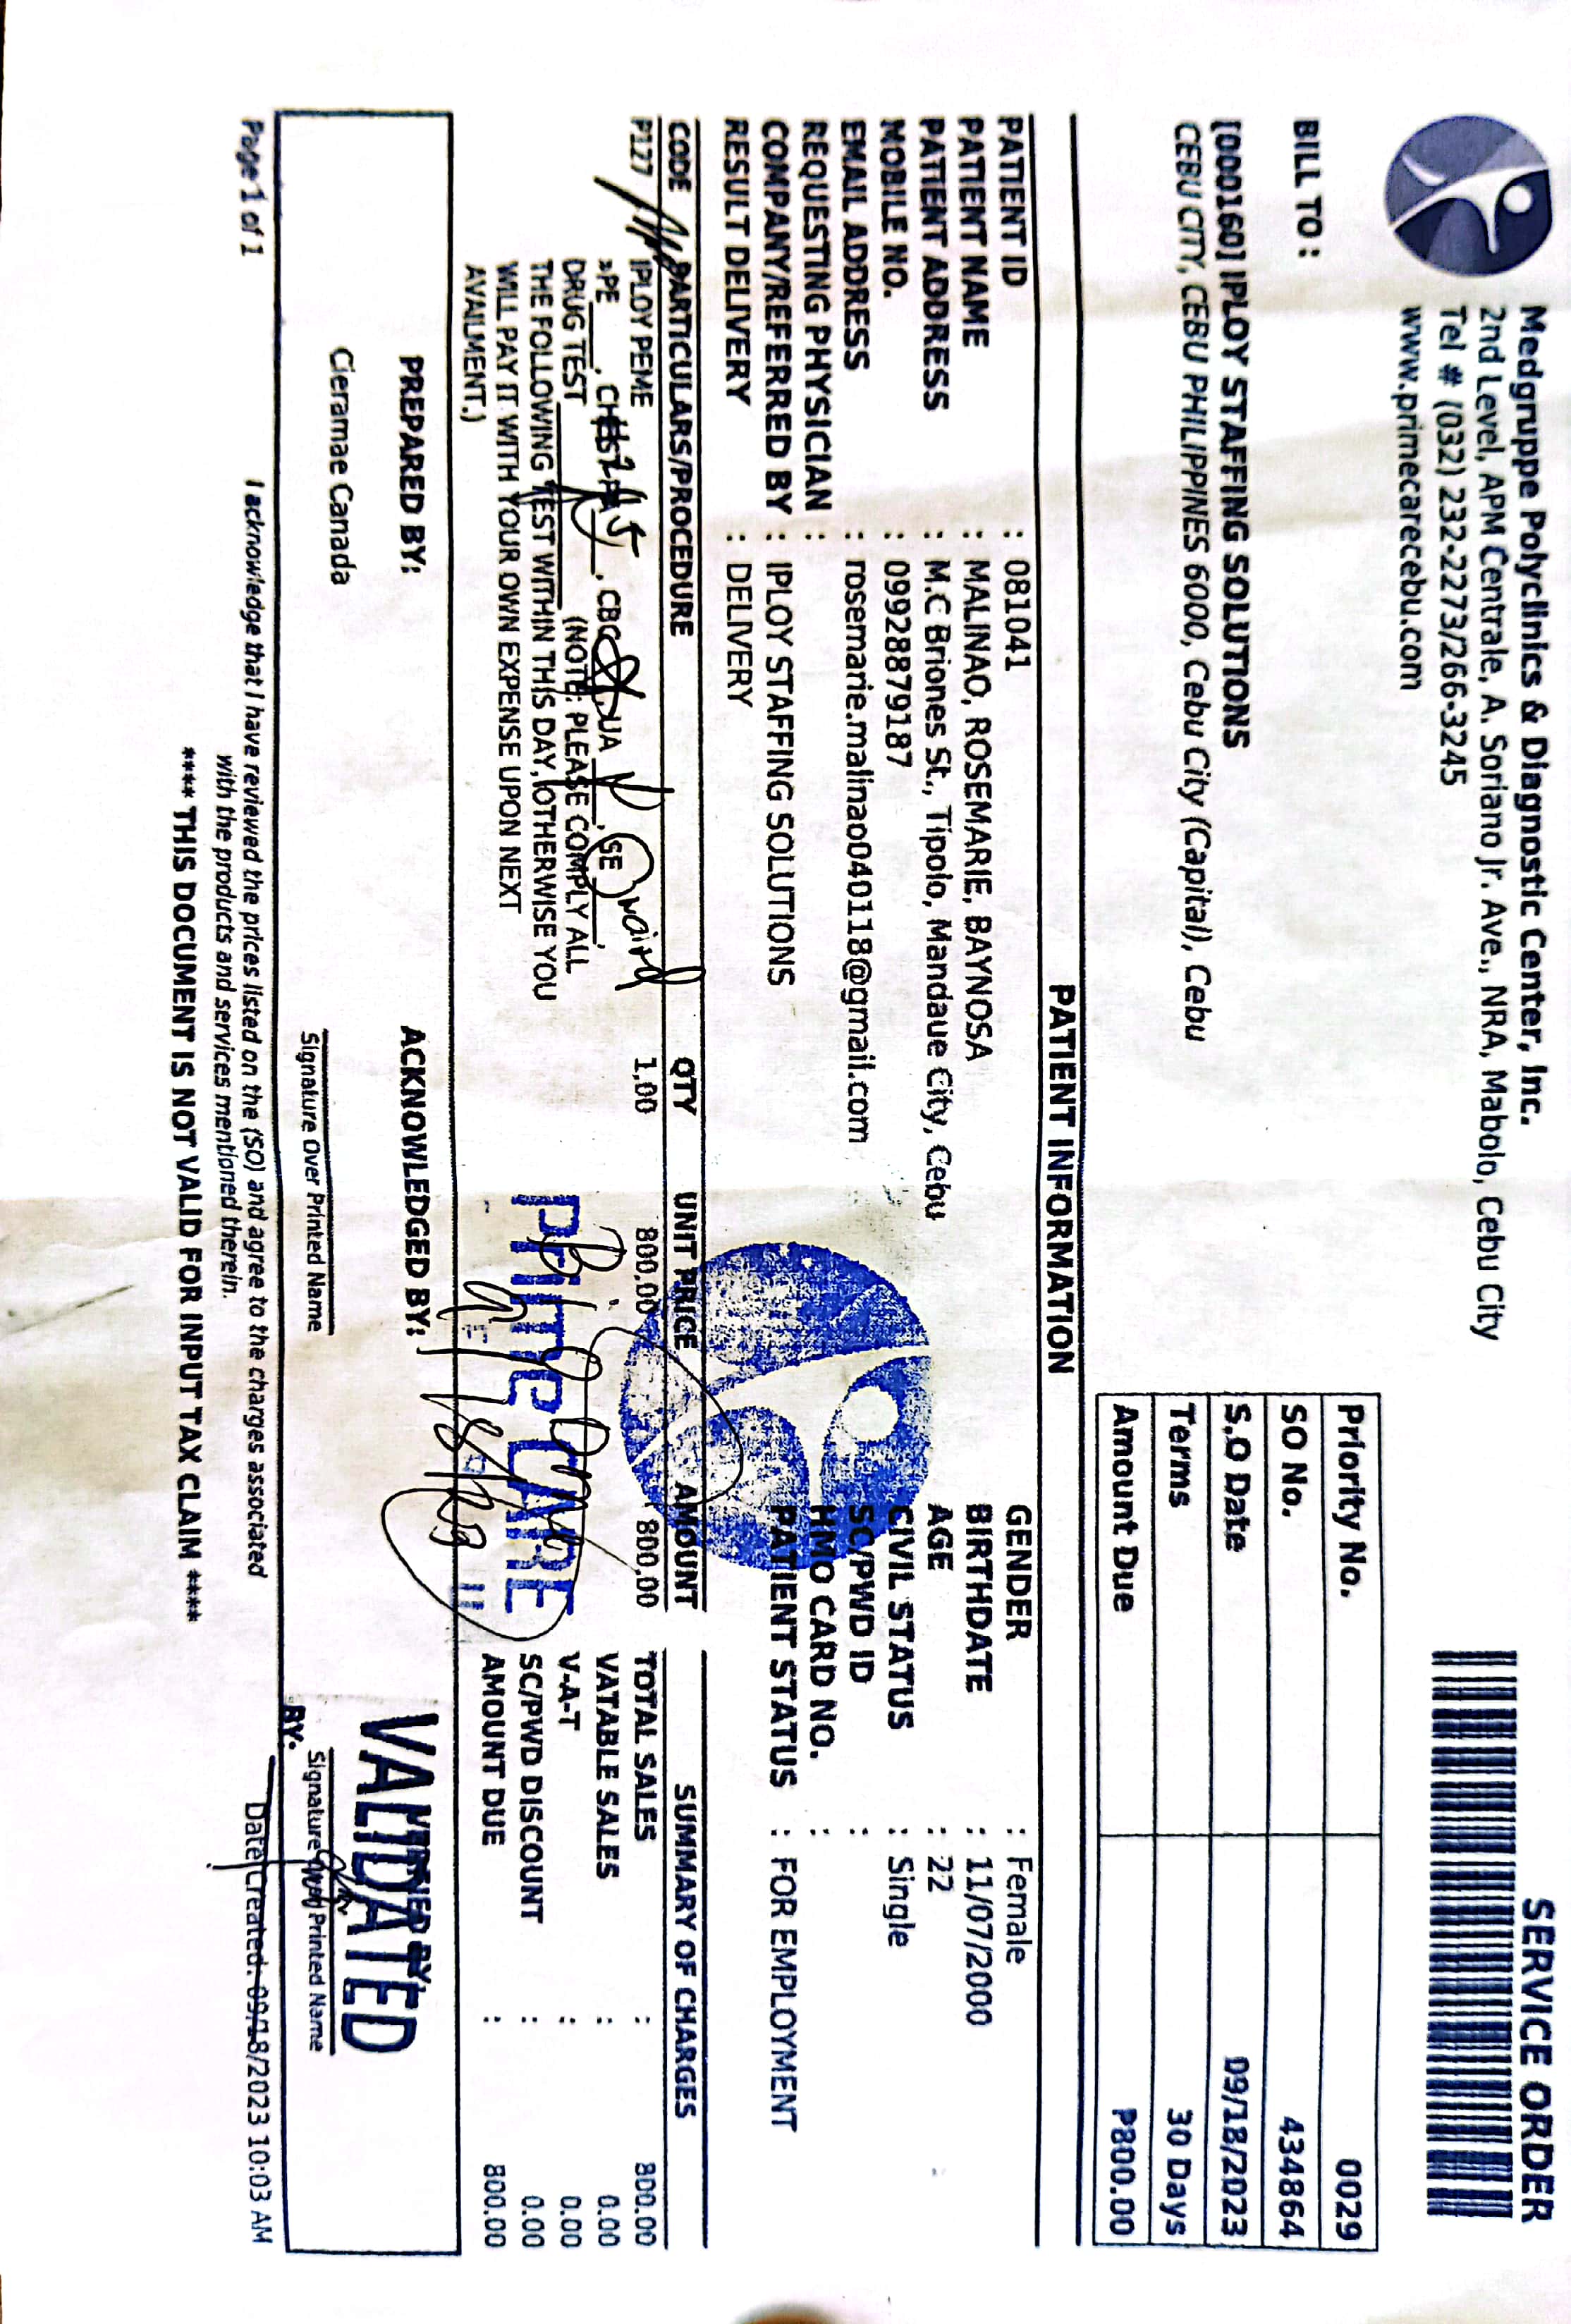 Medgruppe Polyclinics & Diagnostic Center, Inc.
2nd Level, APM Centrale, A. Soriano Jr. Ave., NRA, Mabolo, Cebu City
Tel # (032) 232-2273/266-3245
www.primecarecebu.com
SERVICE ORDER
BILL TO :
[000160] IPLOY STAFFING SOLUTIONS
CEBU CITY, CEBU PHILIPPINES 6000, Cebu City (Capital), Cebu
Priority No. 0029
SO No. 434864
S.O Date 09/18/2023
Terms 30 Days
Amount Due P800.00
PATIENT INFORMATION
PATIENT ID : 081041
PATIENT NAME : MALINAO, ROSEMARIE, BAYNOSA
PATIENT ADDRESS : M.C Briones St., Tipolo, Mandaue City, Cebu
MOBILE NO. : 09928879187
EMAIL ADDRESS : rosemarie.malinao040118@gmail.com
REQUESTING PHYSICIAN :
COMPANY/REFERRED BY : IPLOY STAFFING SOLUTIONS
RESULT DELIVERY : DELIVERY
GENDER : Female
BIRTHDATE : 11/07/2000
AGE : 22
CIVIL STATUS : Single
SC/PWD ID :
HMO CARD NO. :
PATIENT STATUS : FOR EMPLOYMENT
CODE PARTICULARS/PROCEDURE QTY UNIT PRICE AMOUNT
P127 IPLOY PEME 1.00 800.00 800.00
>PE , CHEST PA , CBC , UA , SE ,
DRUG TEST (NOTE: PLEASE COMPLY ALL
THE FOLLOWING TEST WITHIN THIS DAY, OTHERWISE YOU
WILL PAY IT WITH YOUR OWN EXPENSE UPON NEXT
AVAILMENT.)
Prime CARE
SUMMARY OF CHARGES
TOTAL SALES : 800.00
VATABLE SALES : 0.00
V-A-T : 0.00
SC/PWD DISCOUNT : 0.00
AMOUNT DUE : 800.00
PREPARED BY:
Cieramae Canada
ACKNOWLEDGED BY:
Signature Over Printed Name
VALIDATED
BY:
Signature Printed Name
Page 1 of 1
I acknowledge that I have reviewed the prices listed on the (SO) and agree to the charges associated
with the products and services mentioned therein.
Date Created: 09/18/2023 10:03 AM
**** THIS DOCUMENT IS NOT VALID FOR INPUT TAX CLAIM ****